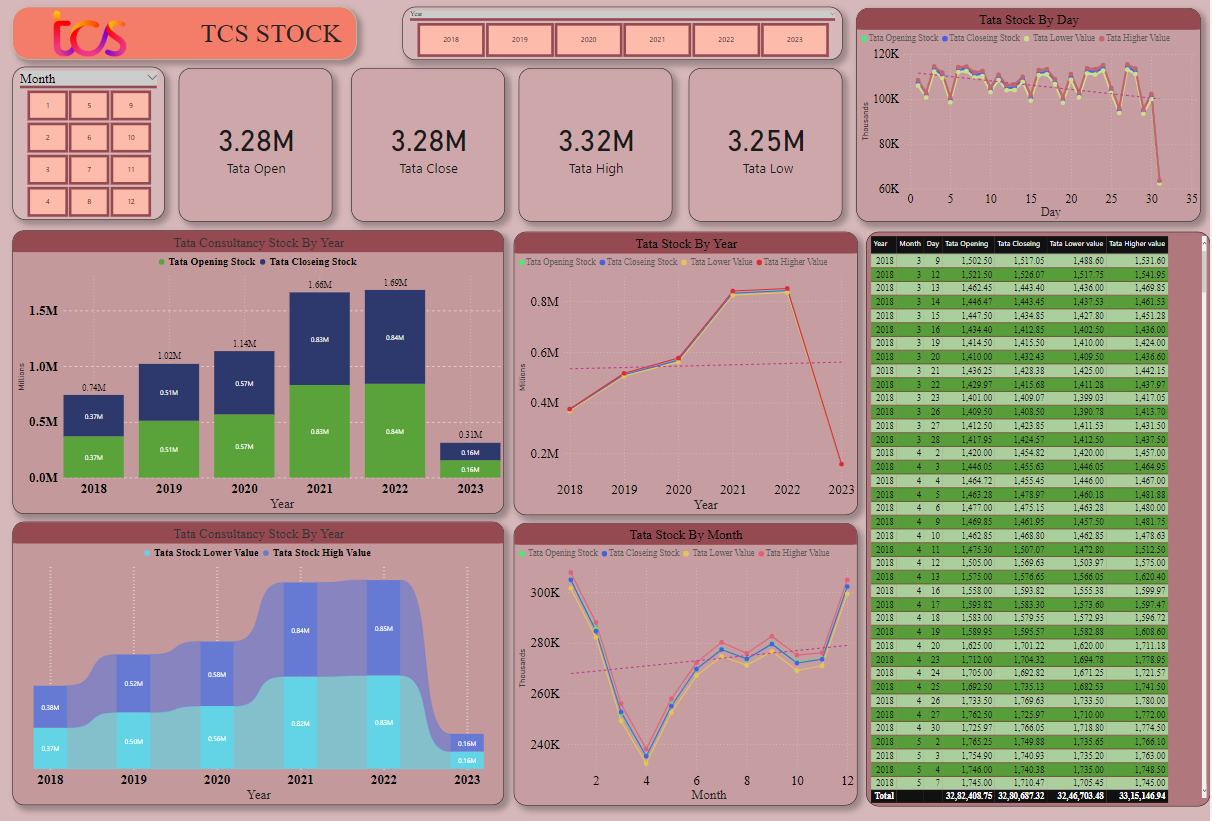 tcs
TCS STOCK
Year
2018 2019 2020 2021 2022 2023
Month
1 5 9
2 6 10
3 7 11
4 8 12
3.28M
Tata Open
3.28M
Tata Close
3.32M
Tata High
3.25M
Tata Low
Tata Stock By Day
Tata Opening Stock Tata Closeing Stock Tata Lower Value Tata Higher Value
Thousands
120K
100K
80K
60K
0 5 10 15 20 25 30 35
Day
Tata Consultancy Stock By Year
Tata Opening Stock Tata Closeing Stock
Millions
1.5M
1.0M
0.5M
0.0M
0.74M 1.02M 1.14M 1.66M 1.69M 0.31M
0.37M 0.51M 0.57M 0.83M 0.84M 0.16M
0.37M 0.51M 0.57M 0.83M 0.84M 0.16M
2018 2019 2020 2021 2022 2023
Year
Tata Stock By Year
Tata Opening Stock Tata Closeing Stock Tata Lower Value Tata Higher Value
Millions
0.8M
0.6M
0.4M
0.2M
2018 2019 2020 2021 2022 2023
Year
Tata Consultancy Stock By Year
Tata Stock Lower Value Tata Stock High Value
0.38M 0.52M 0.58M 0.84M 0.85M 0.16M
0.37M 0.50M 0.56M 0.82M 0.83M 0.16M
2018 2019 2020 2021 2022 2023
Year
Tata Stock By Month
Tata Opening Stock Tata Closeing Stock Tata Lower Value Tata Higher Value
Thousands
300K
280K
260K
240K
2 4 6 8 10 12
Month
Year Month Day Tata Opening Tata Closeing Tata Lower value Tata Higher value
2018 3 9 1,502.50 1,517.05 1,488.60 1,531.60
2018 3 12 1,521.50 1,526.07 1,517.75 1,541.95
2018 3 13 1,462.45 1,443.40 1,436.00 1,469.85
2018 3 14 1,446.47 1,443.45 1,437.53 1,461.53
2018 3 15 1,447.50 1,434.85 1,427.80 1,451.28
2018 3 16 1,434.40 1,412.85 1,402.50 1,436.00
2018 3 19 1,414.50 1,415.50 1,410.00 1,424.00
2018 3 20 1,410.00 1,432.43 1,409.50 1,436.60
2018 3 21 1,436.25 1,428.38 1,425.00 1,442.15
2018 3 22 1,429.97 1,415.68 1,411.28 1,437.97
2018 3 23 1,401.00 1,409.07 1,399.03 1,417.05
2018 3 26 1,409.50 1,408.50 1,390.78 1,413.70
2018 3 27 1,412.50 1,423.85 1,411.53 1,431.50
2018 3 28 1,417.95 1,424.57 1,412.50 1,437.50
2018 4 2 1,420.00 1,454.82 1,420.00 1,457.00
2018 4 3 1,446.05 1,455.63 1,446.05 1,464.95
2018 4 4 1,464.72 1,455.45 1,446.00 1,467.00
2018 4 5 1,463.28 1,478.97 1,460.18 1,481.88
2018 4 6 1,477.00 1,475.15 1,463.28 1,480.00
2018 4 9 1,469.85 1,461.95 1,457.50 1,481.75
2018 4 10 1,462.85 1,468.80 1,462.85 1,478.63
2018 4 11 1,475.30 1,507.07 1,472.80 1,512.50
2018 4 12 1,505.00 1,569.63 1,503.97 1,575.00
2018 4 13 1,575.00 1,576.65 1,566.05 1,620.40
2018 4 16 1,558.00 1,593.82 1,555.38 1,599.97
2018 4 17 1,593.82 1,583.30 1,573.60 1,597.47
2018 4 18 1,583.00 1,579.55 1,572.93 1,596.72
2018 4 19 1,589.95 1,595.57 1,582.88 1,608.60
2018 4 20 1,625.00 1,701.22 1,620.00 1,711.18
2018 4 23 1,712.00 1,704.32 1,694.78 1,778.95
2018 4 24 1,705.00 1,692.82 1,671.25 1,721.57
2018 4 25 1,692.50 1,735.13 1,682.53 1,741.50
2018 4 26 1,733.50 1,769.63 1,733.50 1,780.00
2018 4 27 1,762.50 1,725.97 1,710.00 1,772.00
2018 4 30 1,725.97 1,766.05 1,718.80 1,774.50
2018 5 2 1,765.25 1,749.88 1,735.65 1,766.10
2018 5 3 1,754.90 1,740.93 1,735.20 1,763.00
2018 5 4 1,746.00 1,740.38 1,735.00 1,748.50
2018 5 7 1,745.00 1,710.47 1,705.45 1,745.00
Total 32,82,408.75 32,80,687.32 32,46,703.48 33,15,146.94